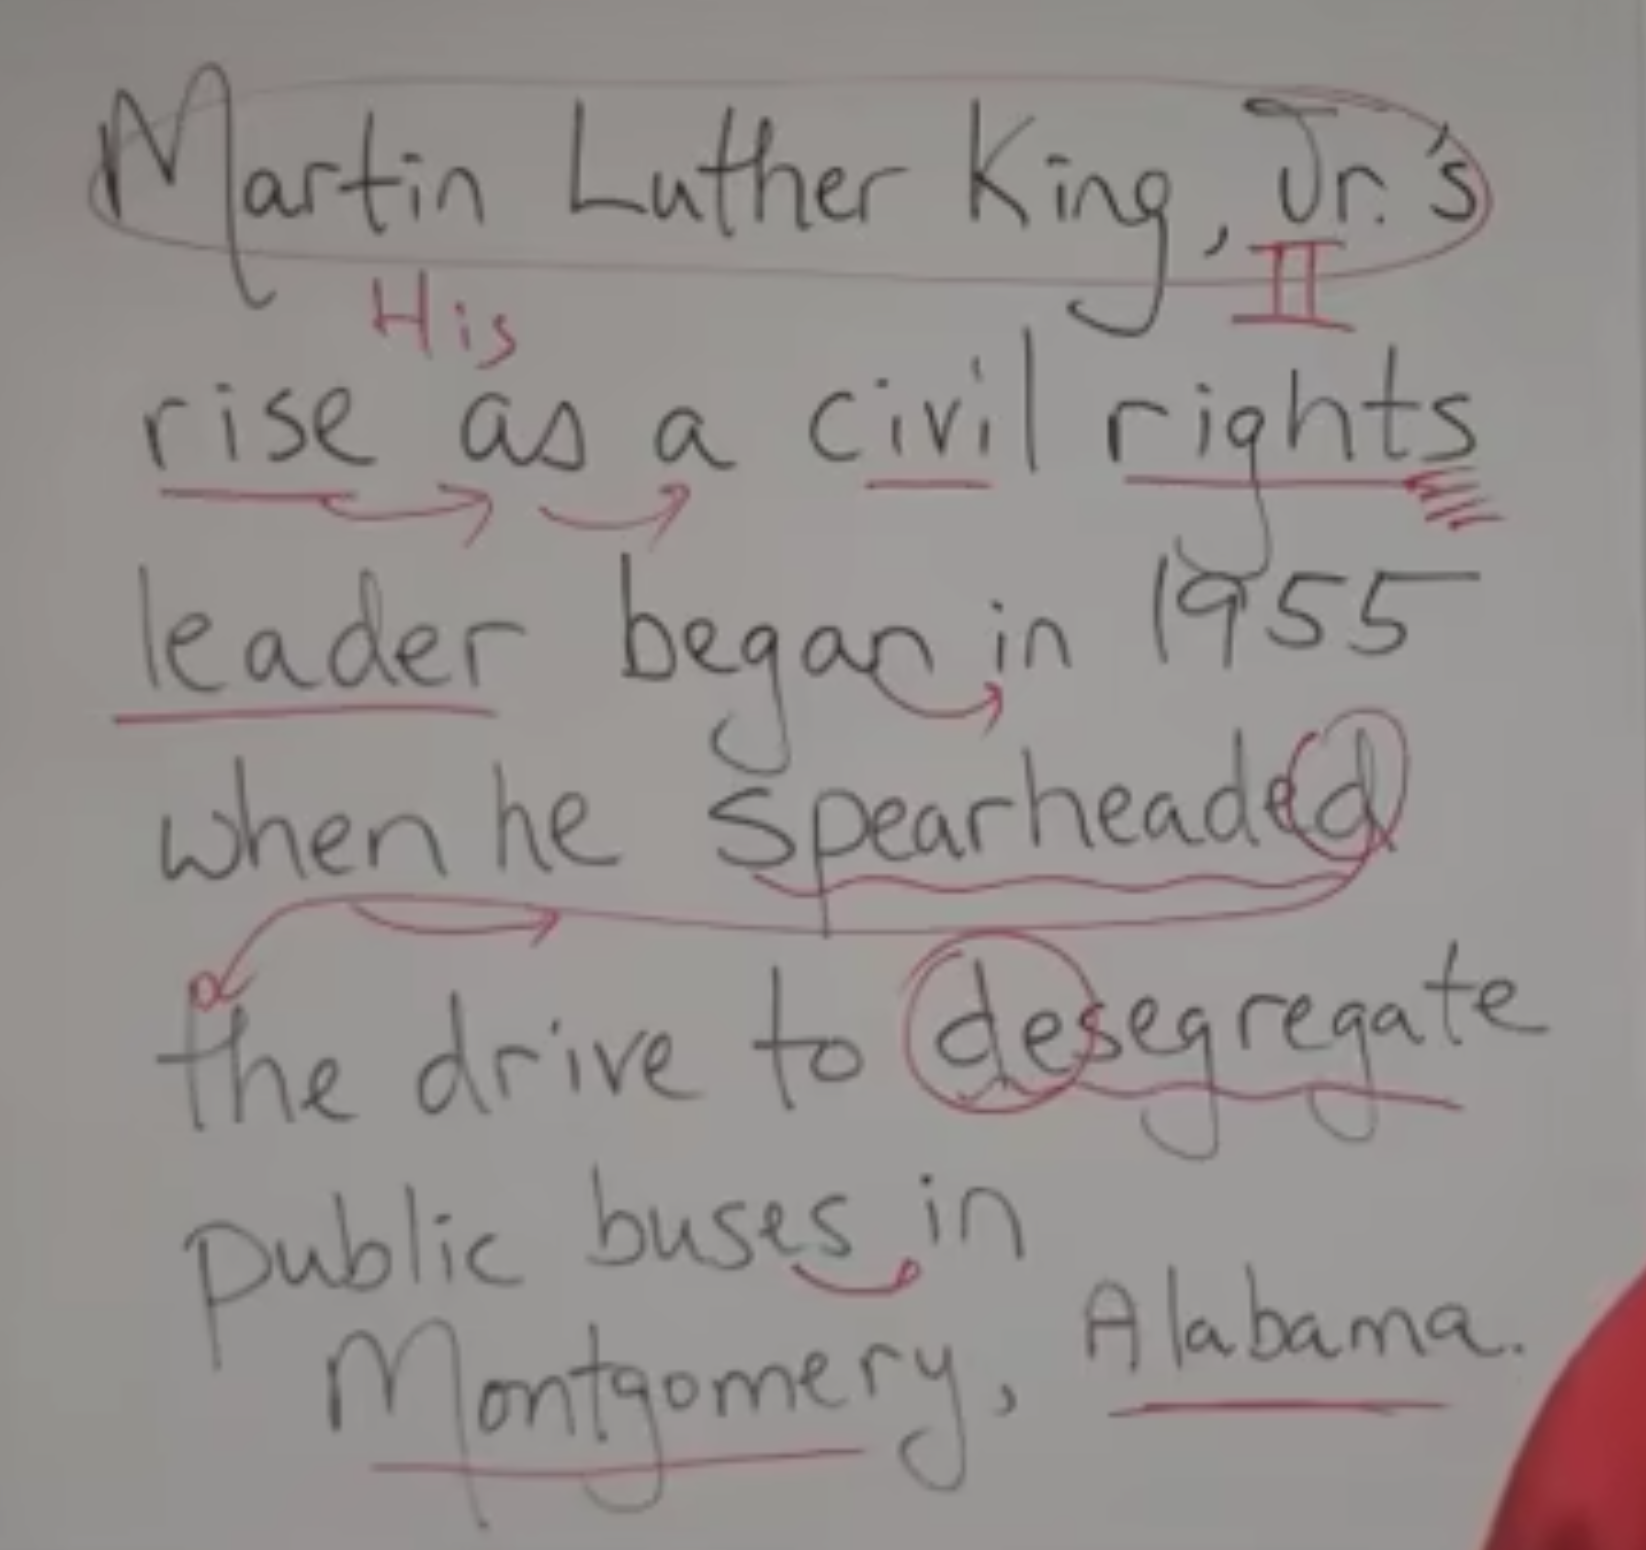 Martin Luther King, Jr.'s
His II
rise as a civil rights
leader began in 1955
when he spearheaded
the drive to desegregate
public buses in
Montgomery, Alabama.